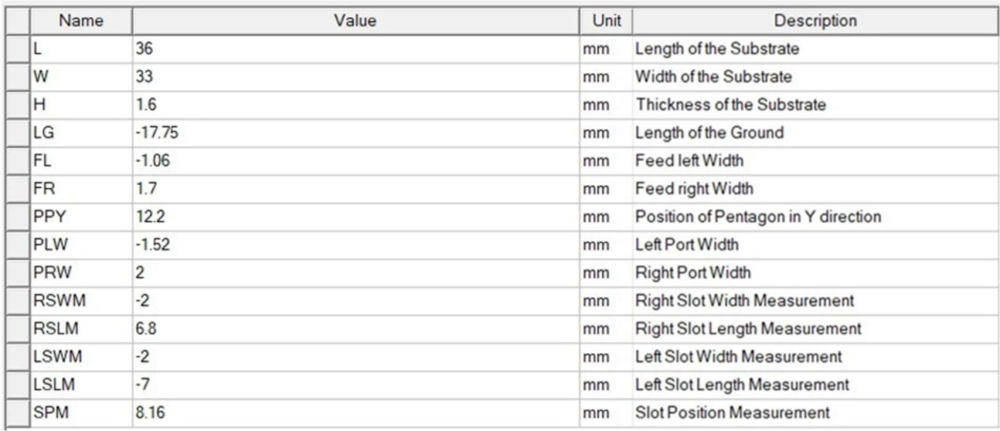 Name Value Unit Description
L 36 mm Length of the Substrate
W 33 mm Width of the Substrate
H 1.6 mm Thickness of the Substrate
LG -17.75 mm Length of the Ground
FL -1.06 mm Feed left Width
FR 1.7 mm Feed right Width
PPY 12.2 mm Position of Pentagon in Y direction
PLW -1.52 mm Left Port Width
PRW 2 mm Right Port Width
RSWM -2 mm Right Slot Width Measurement
RSLM 6.8 mm Right Slot Length Measurement
LSWM -2 mm Left Slot Width Measurement
LSLM -7 mm Left Slot Length Measurement
SPM 8.16 mm Slot Position Measurement